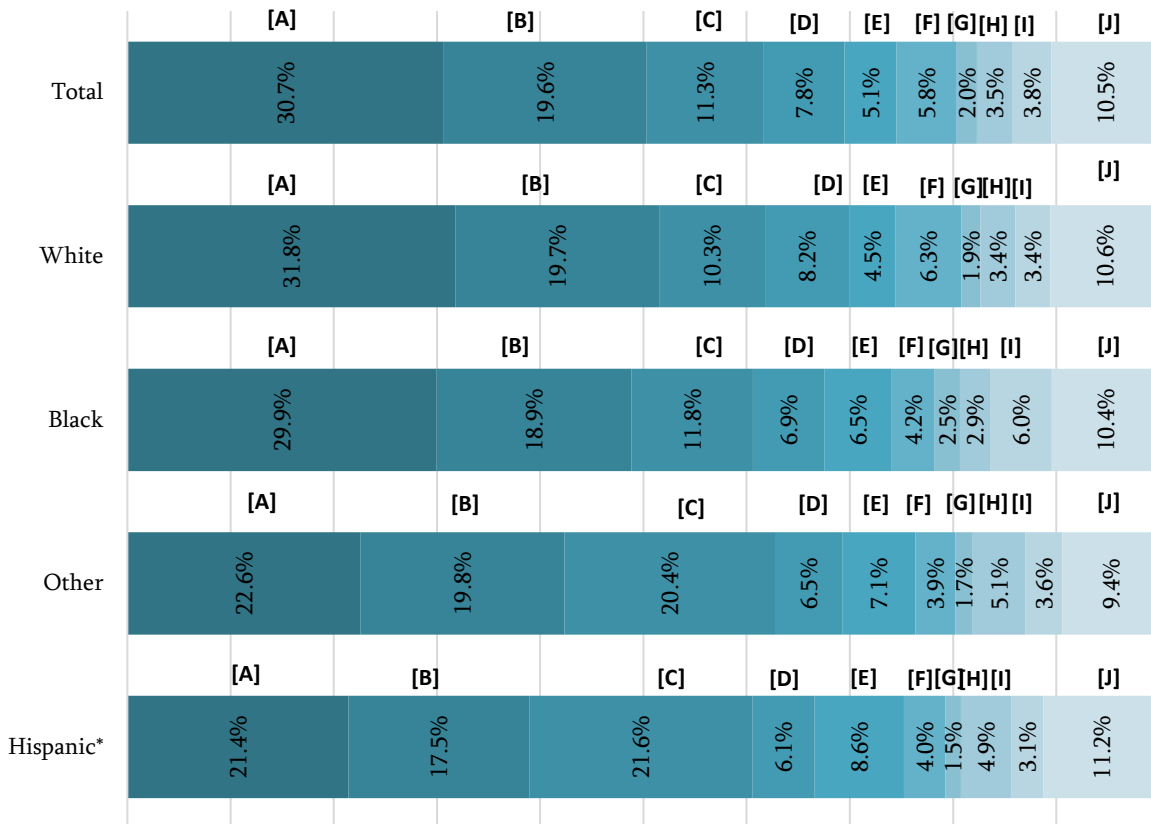 [A] [B] [C] [D] [E] [F] [G] [H] [I] [J]
Total 30.7% 19.6% 11.3% 7.8% 5.1% 5.8% 2.0% 3.5% 3.8% 10.5%
[A] [B] [C] [D] [E] [F] [G] [H] [I] [J]
White 31.8% 19.7% 10.3% 8.2% 4.5% 6.3% 1.9% 3.4% 3.4% 10.6%
[A] [B] [C] [D] [E] [F] [G] [H] [I] [J]
Black 29.9% 18.9% 11.8% 6.9% 6.5% 4.2% 2.5% 2.9% 6.0% 10.4%
[A] [B] [C] [D] [E] [F] [G] [H] [I] [J]
Other 22.6% 19.8% 20.4% 6.5% 7.1% 3.9% 1.7% 5.1% 3.6% 9.4%
[A] [B] [C] [D] [E] [F] [G] [H] [I] [J]
Hispanic* 21.4% 17.5% 21.6% 6.1% 8.6% 4.0% 1.5% 4.9% 3.1% 11.2%